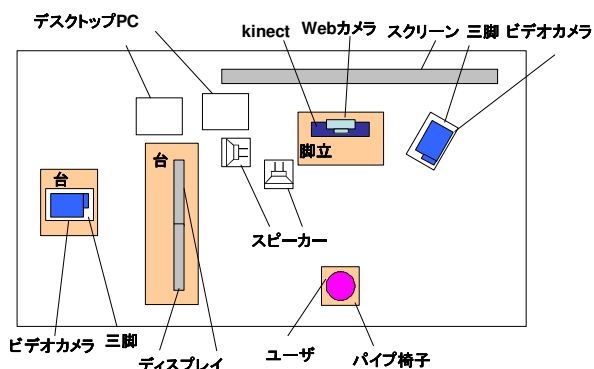 デスクトップPC
kinect
Webカメラ
スクリーン
三脚
ビデオカメラ
脚立
台
台
スピーカー
ビデオカメラ
三脚
ディスプレイ
ユーザ
パイプ椅子